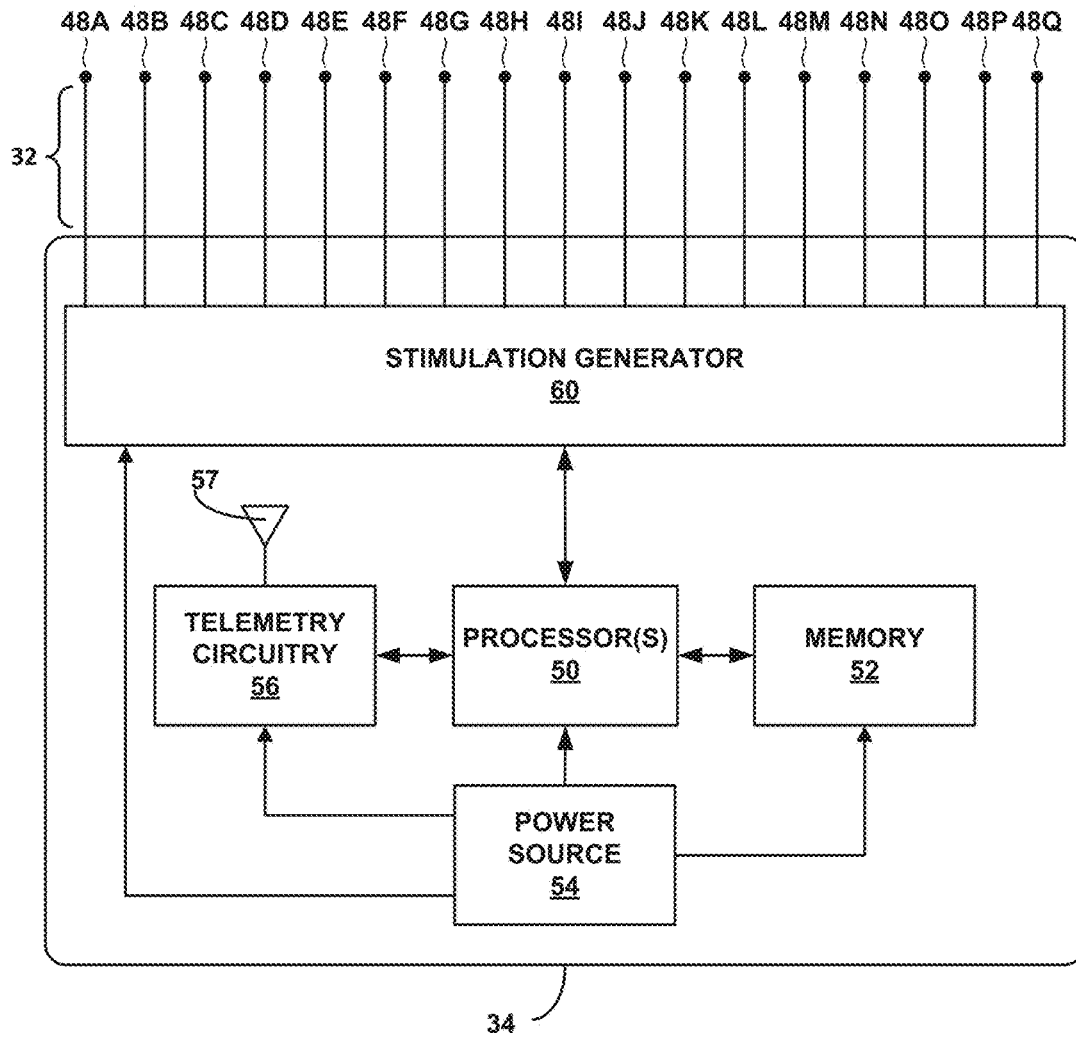 48A 48B 48C 48D 48E 48F 48G 48H 48I 48J 48K 48L 48M 48N 48O 48P 48Q
32
STIMULATION GENERATOR
60
57
TELEMETRY
CIRCUITRY
56
PROCESSOR(S)
50
MEMORY
52
POWER
SOURCE
54
34